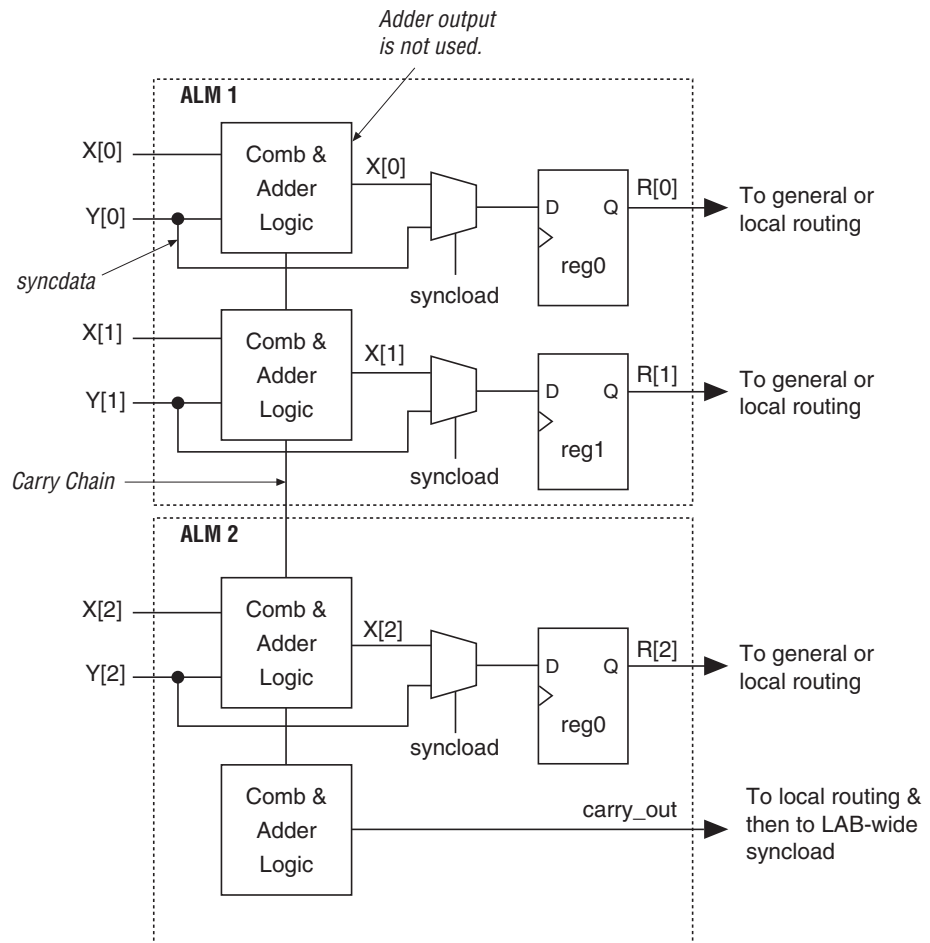 Adder output
is not used.
ALM 1
X[0]
Comb &
Adder
Logic
X[0]
Y[0]
syncdata
syncload
D
Q
reg0
R[0]
To general or
local routing
X[1]
Comb &
Adder
Logic
X[1]
Y[1]
syncload
D
Q
reg1
R[1]
To general or
local routing
Carry Chain
ALM 2
X[2]
Comb &
Adder
Logic
X[2]
Y[2]
syncload
D
Q
reg0
R[2]
To general or
local routing
Comb &
Adder
Logic
carry_out
To local routing &
then to LAB-wide
syncload